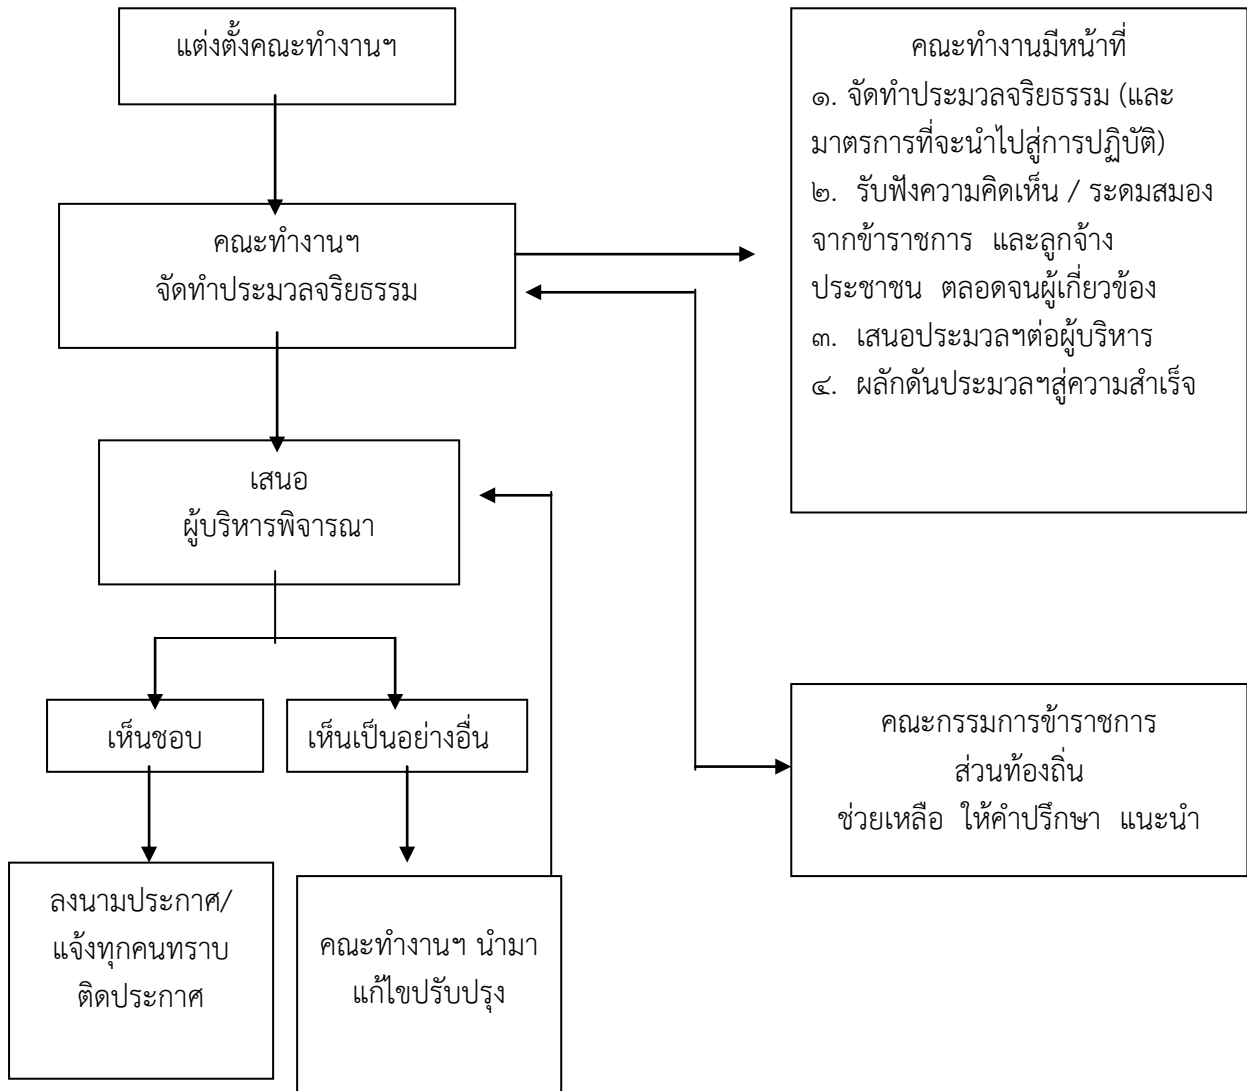 แต่งตั้งคณะทำงานฯ
คณะทำงานฯ
จัดทำประมวลจริยธรรม
คณะทำงานมีหน้าที่
๑. จัดทำประมวลจริยธรรม (และ
มาตรการที่จะนำไปสู่การปฏิบัติ)
๒.  รับฟังความคิดเห็น / ระดมสมอง
จากข้าราชการ  และลูกจ้าง
ประชาชน  ตลอดจนผู้เกี่ยวข้อง
๓.  เสนอประมวลฯต่อผู้บริหาร
๔.  ผลักดันประมวลฯสู่ความสำเร็จ
เสนอ
ผู้บริหารพิจารณา
เห็นชอบ
เห็นเป็นอย่างอื่น
คณะกรรมการข้าราชการ
ส่วนท้องถิ่น
ช่วยเหลือ  ให้คำปรึกษา  แนะนำ
ลงนามประกาศ/
แจ้งทุกคนทราบ
ติดประกาศ
คณะทำงานฯ นำมา
แก้ไขปรับปรุง